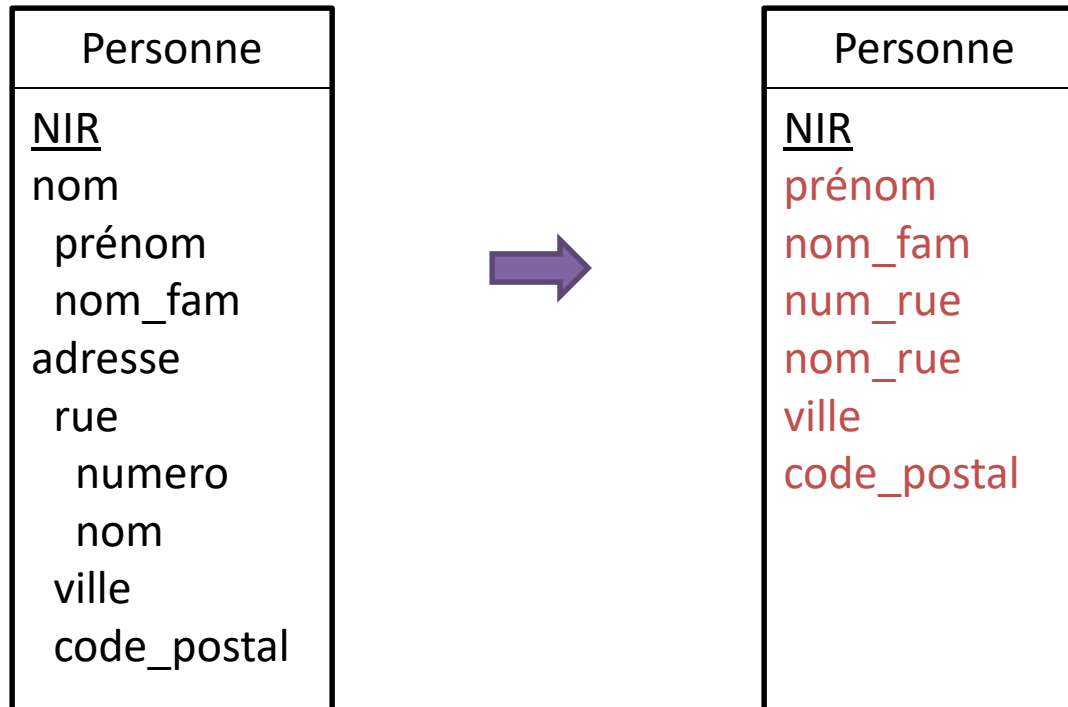 Personne
NIR
nom
prénom
nom_fam
adresse
rue
numero
nom
ville
code_postal
Personne
NIR
prénom
nom_fam
num_rue
nom_rue
ville
code_postal